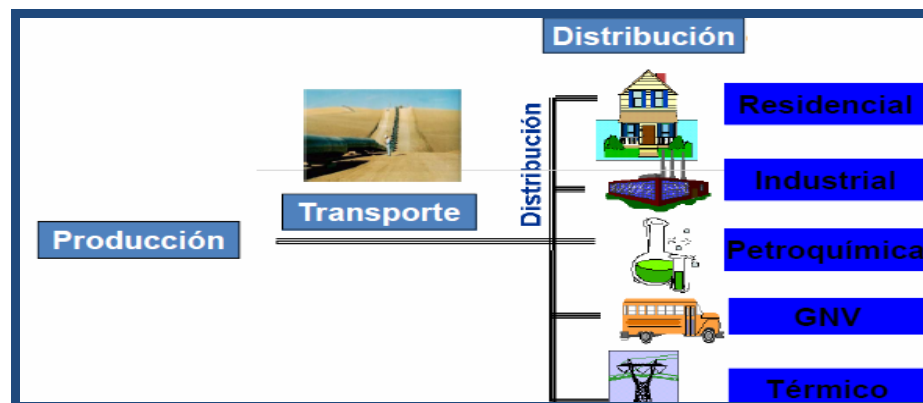 Distribución
Distribución
Residencial
Industrial
Transporte
Producción
Petroquímica
GNV
Térmico